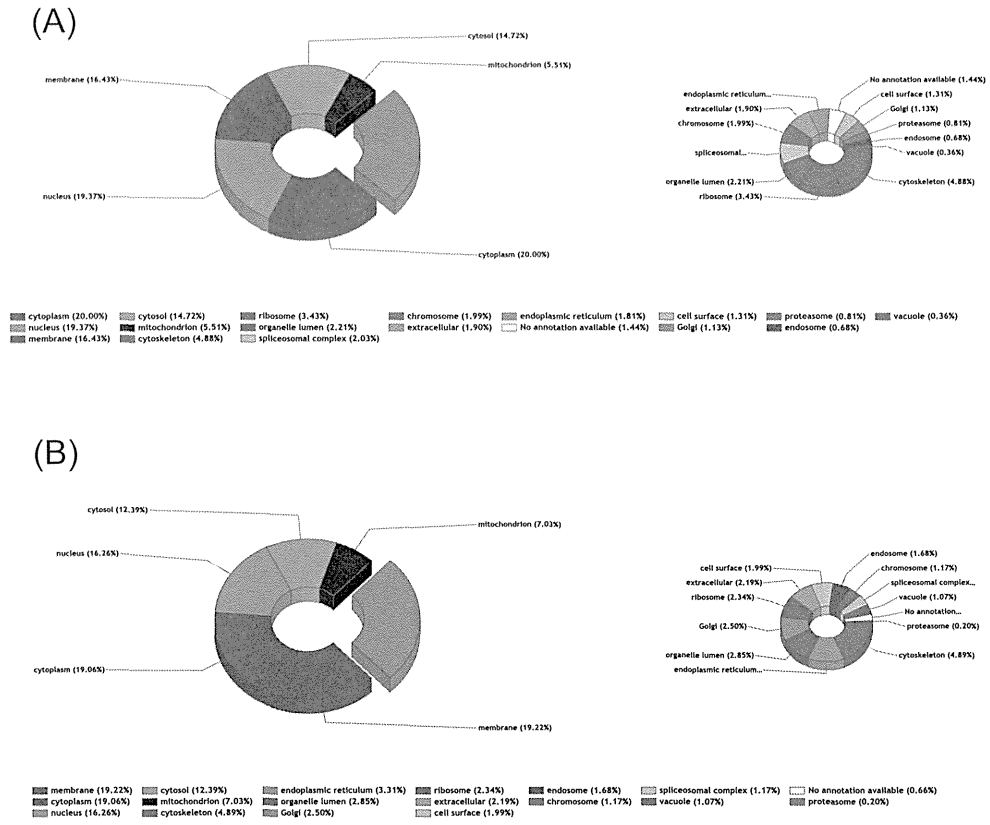 (A)
cytosol (14.72%)
mitochondrion (5.51%)
membrane (16.43%)
nucleus (19.37%)
cytoplasm (20.00%)
No annotation available (1.44%)
endoplasmic reticulum...
cell surface (1.31%)
extracellular (1.90%)
Golgi (1.13%)
chromosome (1.99%)
proteasome (0.81%)
endosome (0.68%)
spliceosomal...
vacuole (0.36%)
organelle lumen (2.21%)
cytoskeleton (4.88%)
ribosome (3.43%)
cytoplasm (20.00%) cytosol (14.72%) ribosome (3.43%) chromosome (1.99%) endoplasmic reticulum (1.81%) cell surface (1.31%) proteasome (0.81%) vacuole (0.36%)
nucleus (19.37%) mitochondrion (5.51%) organelle lumen (2.21%) extracellular (1.90%) No annotation available (1.44%) Golgi (1.13%) endosome (0.68%)
membrane (16.43%) cytoskeleton (4.88%) spliceosomal complex (2.03%)
(B)
cytosol (12.39%)
mitochondrion (7.03%)
nucleus (16.26%)
cytoplasm (19.06%)
membrane (19.22%)
endosome (1.68%)
cell surface (1.99%)
chromosome (1.17%)
extracellular (2.19%)
spliceosomal complex...
ribosome (2.34%)
vacuole (1.07%)
No annotation...
Golgi (2.50%)
proteasome (0.20%)
organelle lumen (2.85%)
cytoskeleton (4.89%)
endoplasmic reticulum...
membrane (19.22%) cytosol (12.39%) endoplasmic reticulum (3.31%) ribosome (2.34%) endosome (1.68%) spliceosomal complex (1.17%) No annotation available (0.66%)
cytoplasm (19.06%) mitochondrion (7.03%) organelle lumen (2.85%) extracellular (2.19%) chromosome (1.17%) vacuole (1.07%) proteasome (0.20%)
nucleus (16.26%) cytoskeleton (4.89%) Golgi (2.50%) cell surface (1.99%)